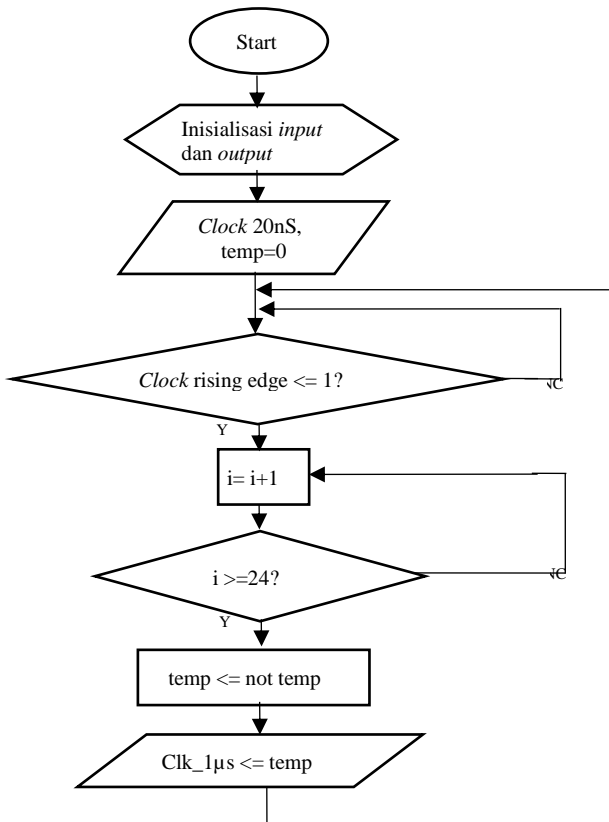 Start
Inisialisasi input
dan output
Clock 20nS,
temp=0
Clock rising edge <= 1?
Y
i= i+1
i >=24?
Y
temp <= not temp
Clk_1µs <= temp